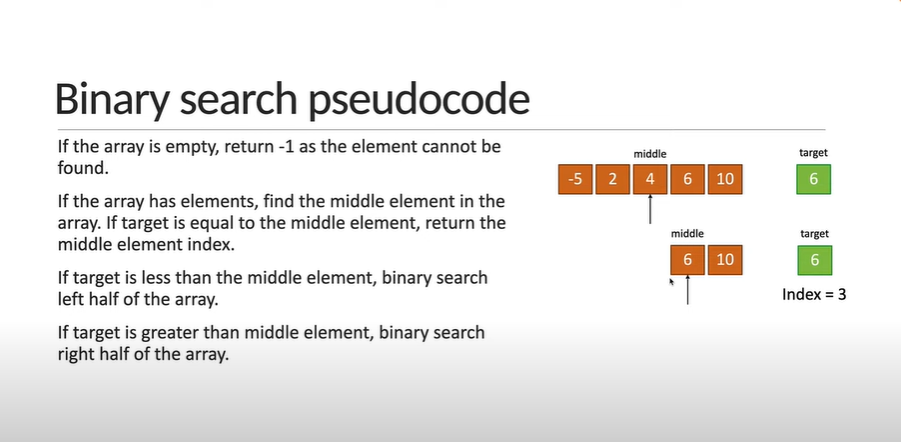 Binary search pseudocode
If the array is empty, return -1 as the element cannot be
found.
If the array has elements, find the middle element in the
array. If target is equal to the middle element, return the
middle element index.
If target is less than the middle element, binary search
left half of the array.
If target is greater than middle element, binary search
right half of the array.
middle target
-5 2 4 6 10 6
middle target
6 10 6
Index = 3